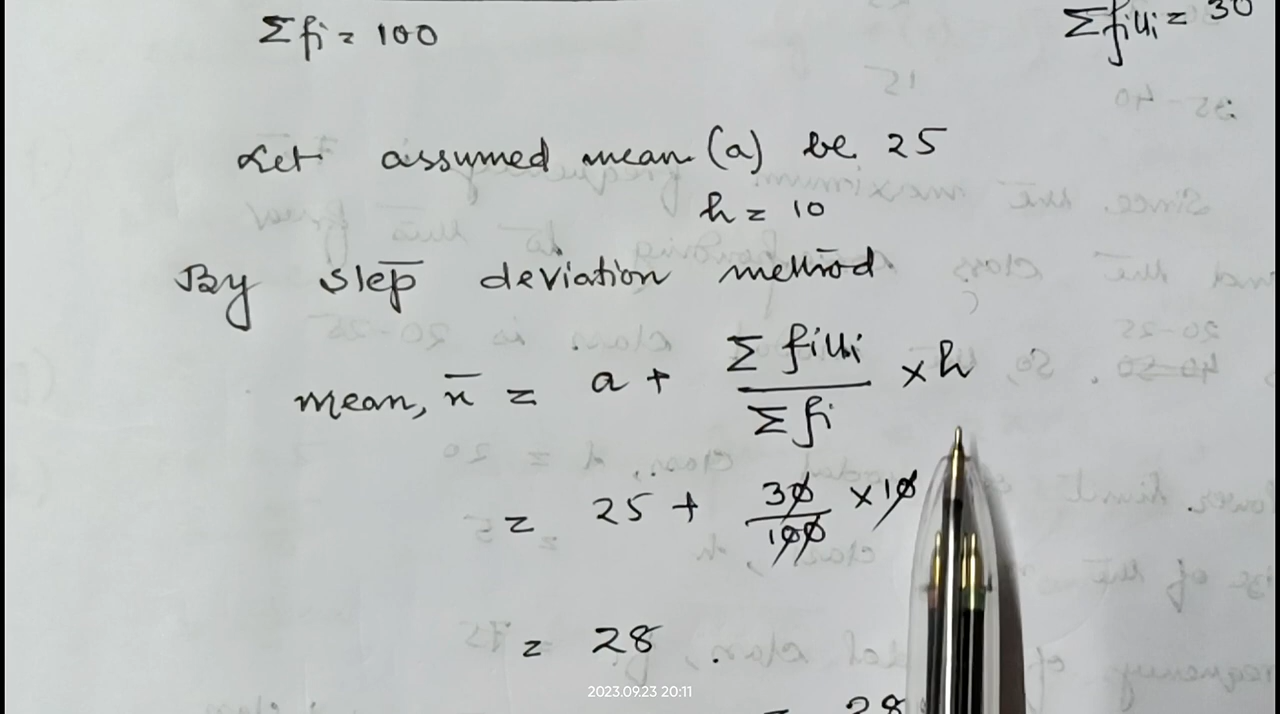 Σfi = 100
Σfiui = 30
Let assumed mean (a) be 25
h = 10
By step deviation method
mean, x̄ = a + Σfiui / Σfi × h
= 25 + 30/100 × 10
= 28.
= 28
2023.09.23 20:11